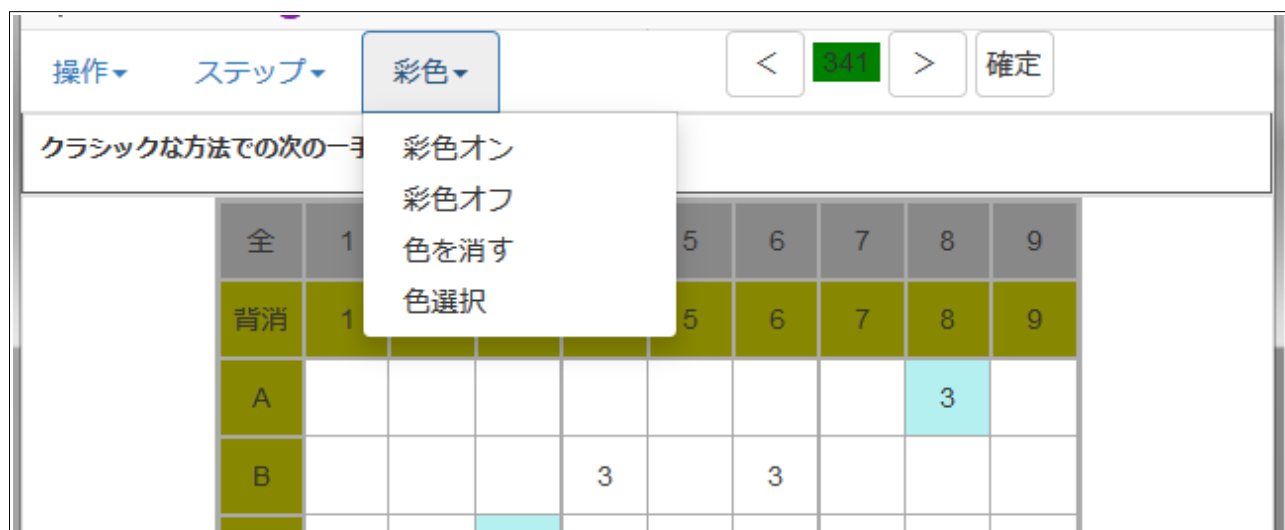 操作 ステップ 彩色 < 341 > 確定
クラシックな方法での次の一手
彩色オン
彩色オフ
色を消す
色選択
全 1 5 6 7 8 9
背消 1 5 6 7 8 9
A 3
B 3 3